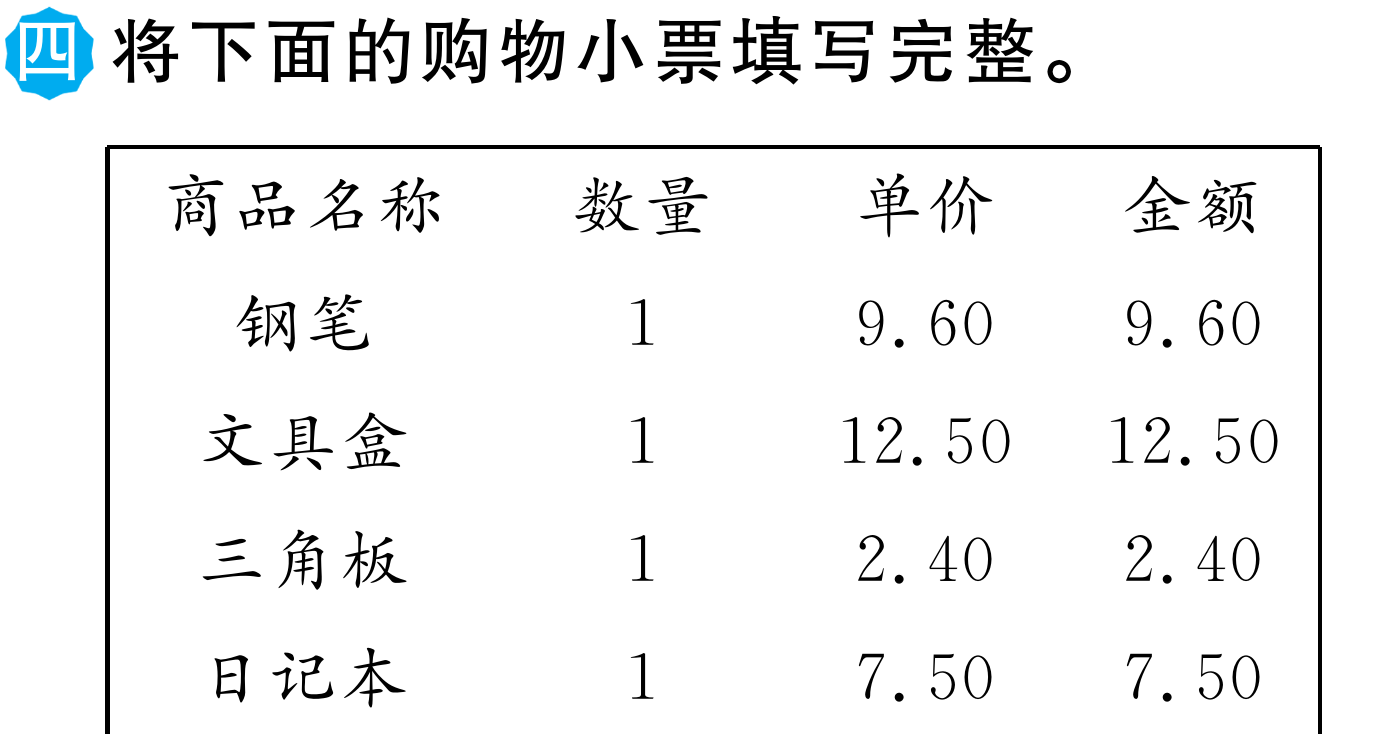 四 将下面的购物小票填写完整。
商品名称 数量 单价 金额
钢笔 1 9.60 9.60
文具盒 1 12.50 12.50
三角板 1 2.40 2.40
日记本 1 7.50 7.50